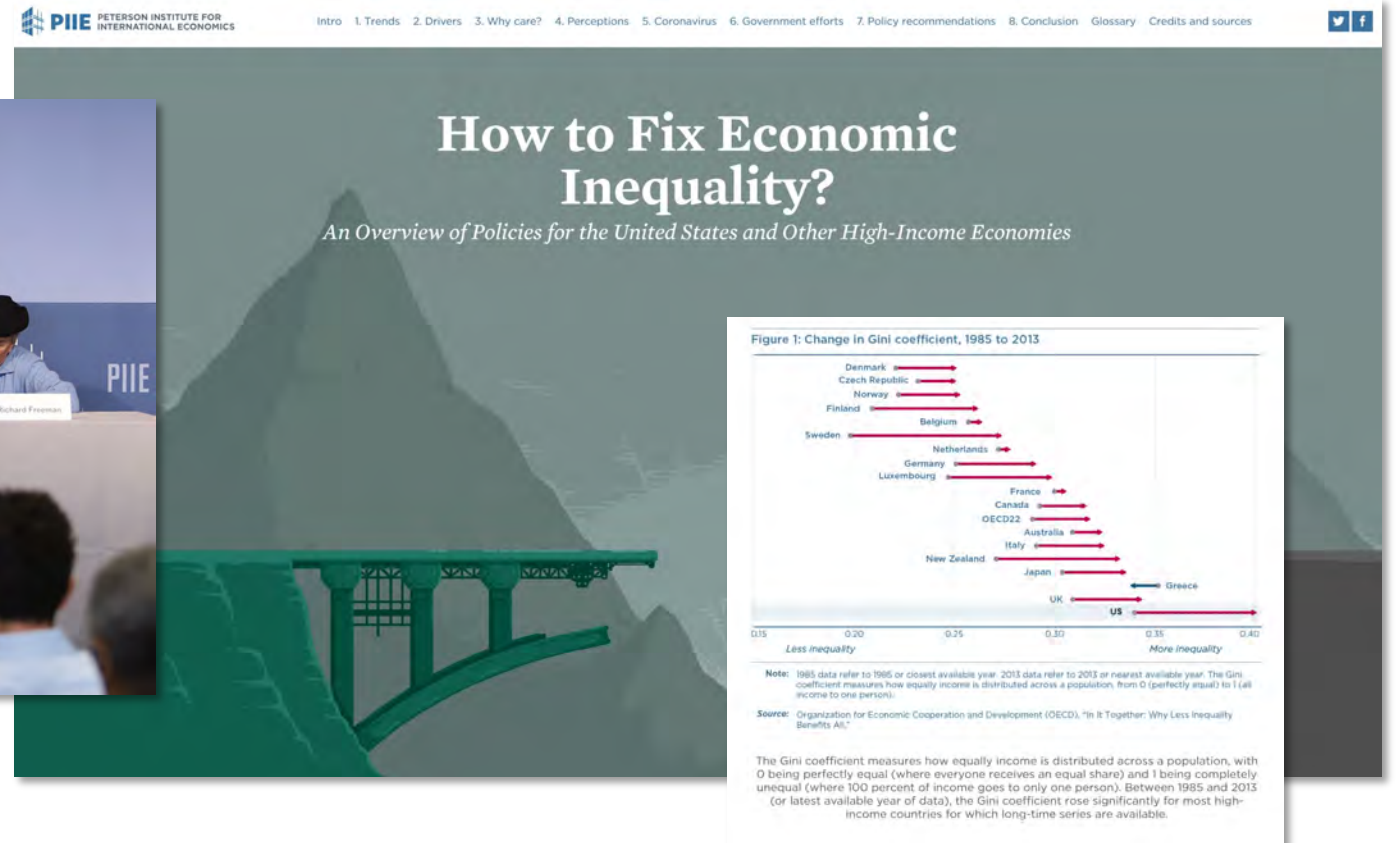 PIIE PETERSON INSTITUTE FOR
INTERNATIONAL ECONOMICS
Intro 1. Trends 2. Drivers 3. Why care? 4. Perceptions 5. Coronavirus 6. Government efforts 7. Policy recommendations 8. Conclusion Glossary Credits and sources
How to Fix Economic
Inequality?
An Overview of Policies for the United States and Other High-Income Economies
PIIE
Richard Freeman
Figure 1: Change in Gini coefficient, 1985 to 2013
Denmark
Czech Republic
Norway
Finland
Belgium
Sweden
Netherlands
Germany
Luxembourg
France
Canada
OECD22
Australia
Italy
New Zealand
Japan
Greece
UK
US
0.15 0.20 0.25 0.30 0.35 0.40
Less inequality More inequality
Note: 1985 data refer to 1985 or closest available year. 2013 data refer to 2013 or nearest available year. The Gini
coefficient measures how equally income is distributed across a population, from 0 (perfectly equal) to 1 (all
income to one person).
Source: Organization for Economic Cooperation and Development (OECD), "In It Together: Why Less Inequality
Benefits All."
The Gini coefficient measures how equally income is distributed across a population, with
0 being perfectly equal (where everyone receives an equal share) and 1 being completely
unequal (where 100 percent of income goes to only one person). Between 1985 and 2013
(or latest available year of data), the Gini coefficient rose significantly for most high-
income countries for which long-time series are available.